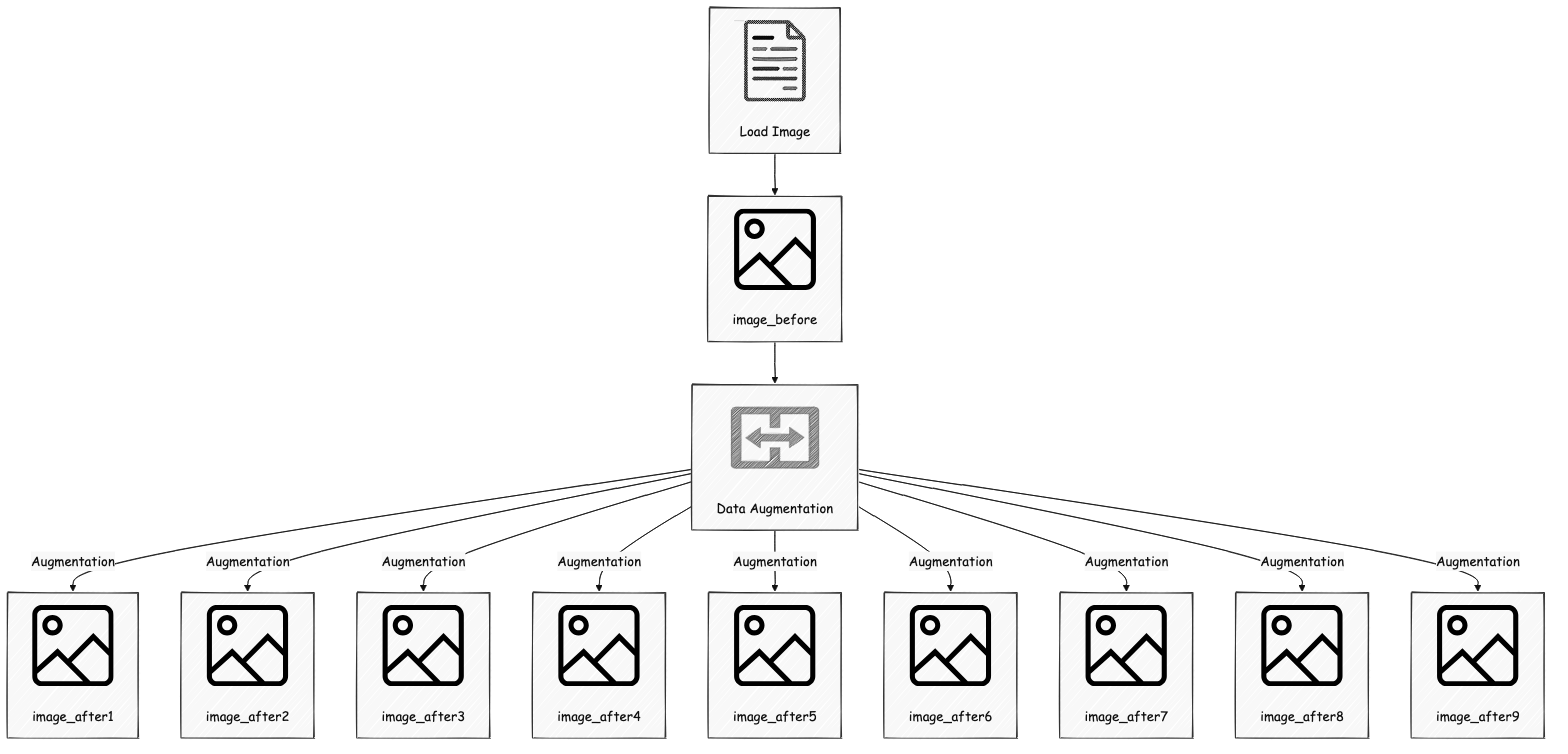 Load Image
image_before
Data Augmentation
Augmentation Augmentation Augmentation Augmentation Augmentation Augmentation Augmentation Augmentation Augmentation
image_after1 image_after2 image_after3 image_after4 image_after5 image_after6 image_after7 image_after8 image_after9